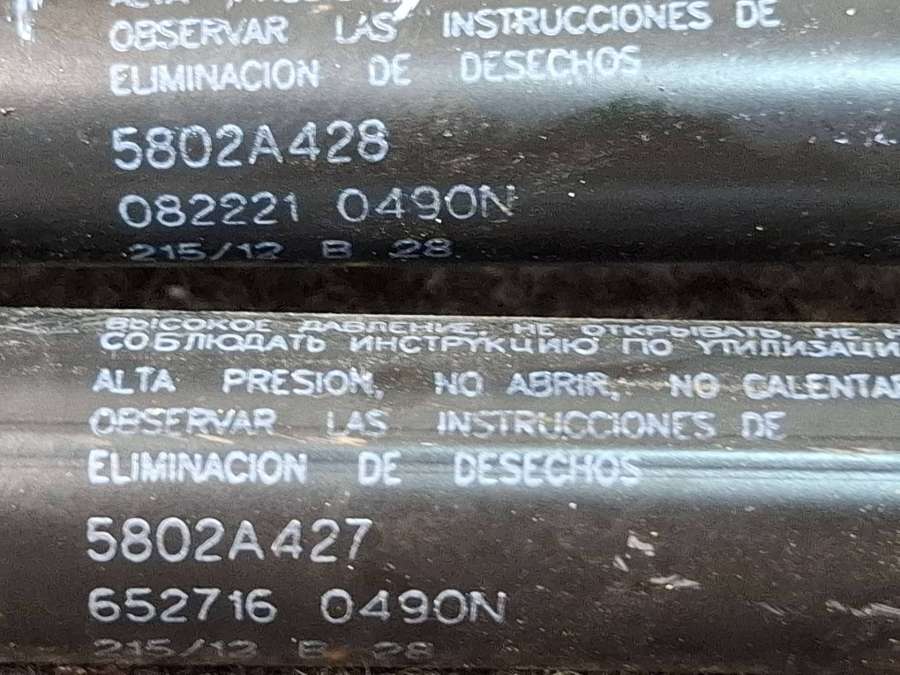 OBSERVAR LAS INSTRUCCIONES DE
ELIMINACION DE DESECHOS
5802A428
082221 0490N
215/12 B 28
ВЫСОКОЕ ДАВЛЕНИЕ, НЕ ОТКРЫВАТЬ, НЕ
СОБЛЮДАТЬ ИНСТРУКЦИЮ ПО УТИЛИЗАЦИ
ALTA PRESION, NO ABRIR, NO CALENTAR
OBSERVAR LAS INSTRUCCIONES DE
ELIMINACION DE DESECHOS
5802A427
652716 0490N
215/12 B 28